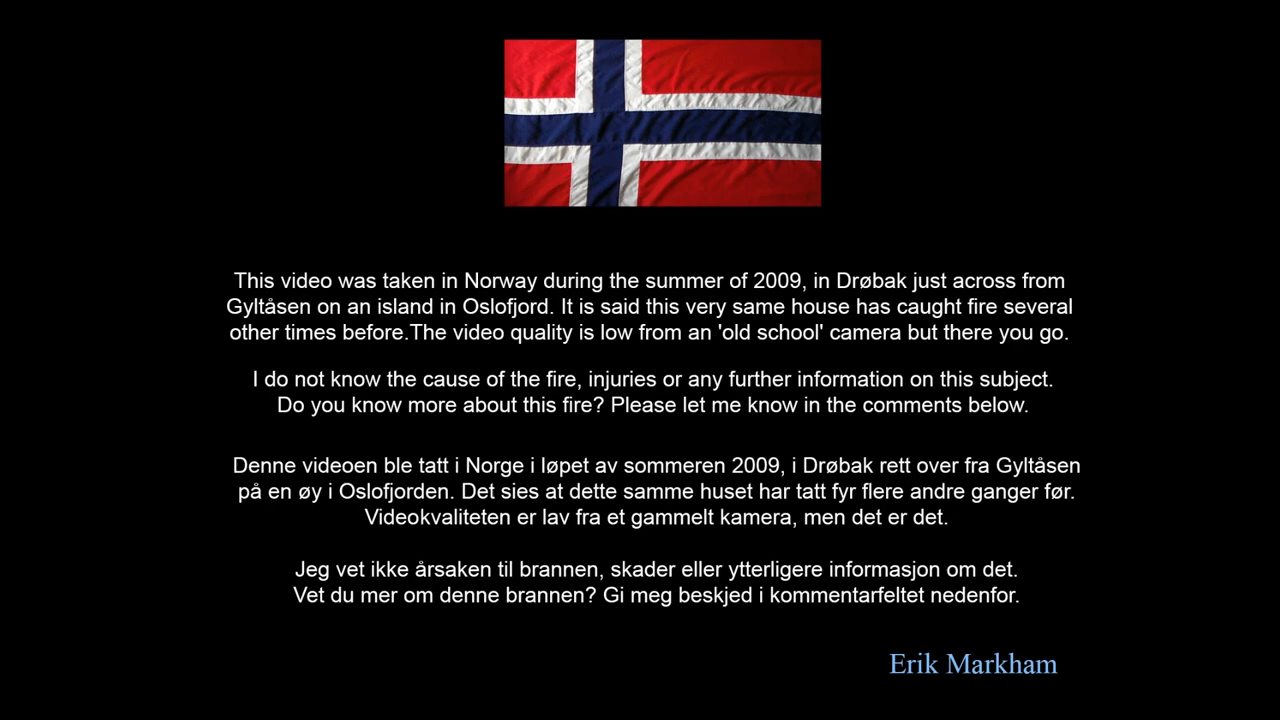 This video was taken in Norway during the summer of 2009, in Drøbak just across from
Gyltåsen on an island in Oslofjord. It is said this very same house has caught fire several
other times before.The video quality is low from an 'old school' camera but there you go.
I do not know the cause of the fire, injuries or any further information on this subject.
Do you know more about this fire? Please let me know in the comments below.
Denne videoen ble tatt i Norge i løpet av sommeren 2009, i Drøbak rett over fra Gyltåsen
på en øy i Oslofjorden. Det sies at dette samme huset har tatt fyr flere andre ganger før.
Videokvaliteten er lav fra et gammelt kamera, men det er det.
Jeg vet ikke årsaken til brannen, skader eller ytterligere informasjon om det.
Vet du mer om denne brannen? Gi meg beskjed i kommentarfeltet nedenfor.
Erik Markham